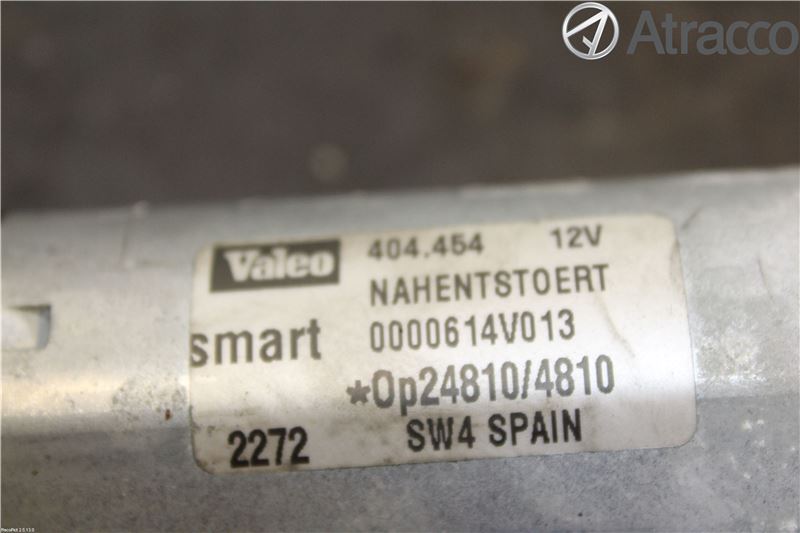 Atracco
Valeo 404.454 12V
NAHENTSTOERT
smart 0000614V013
*Op24810/4810
2272 SW4 SPAIN